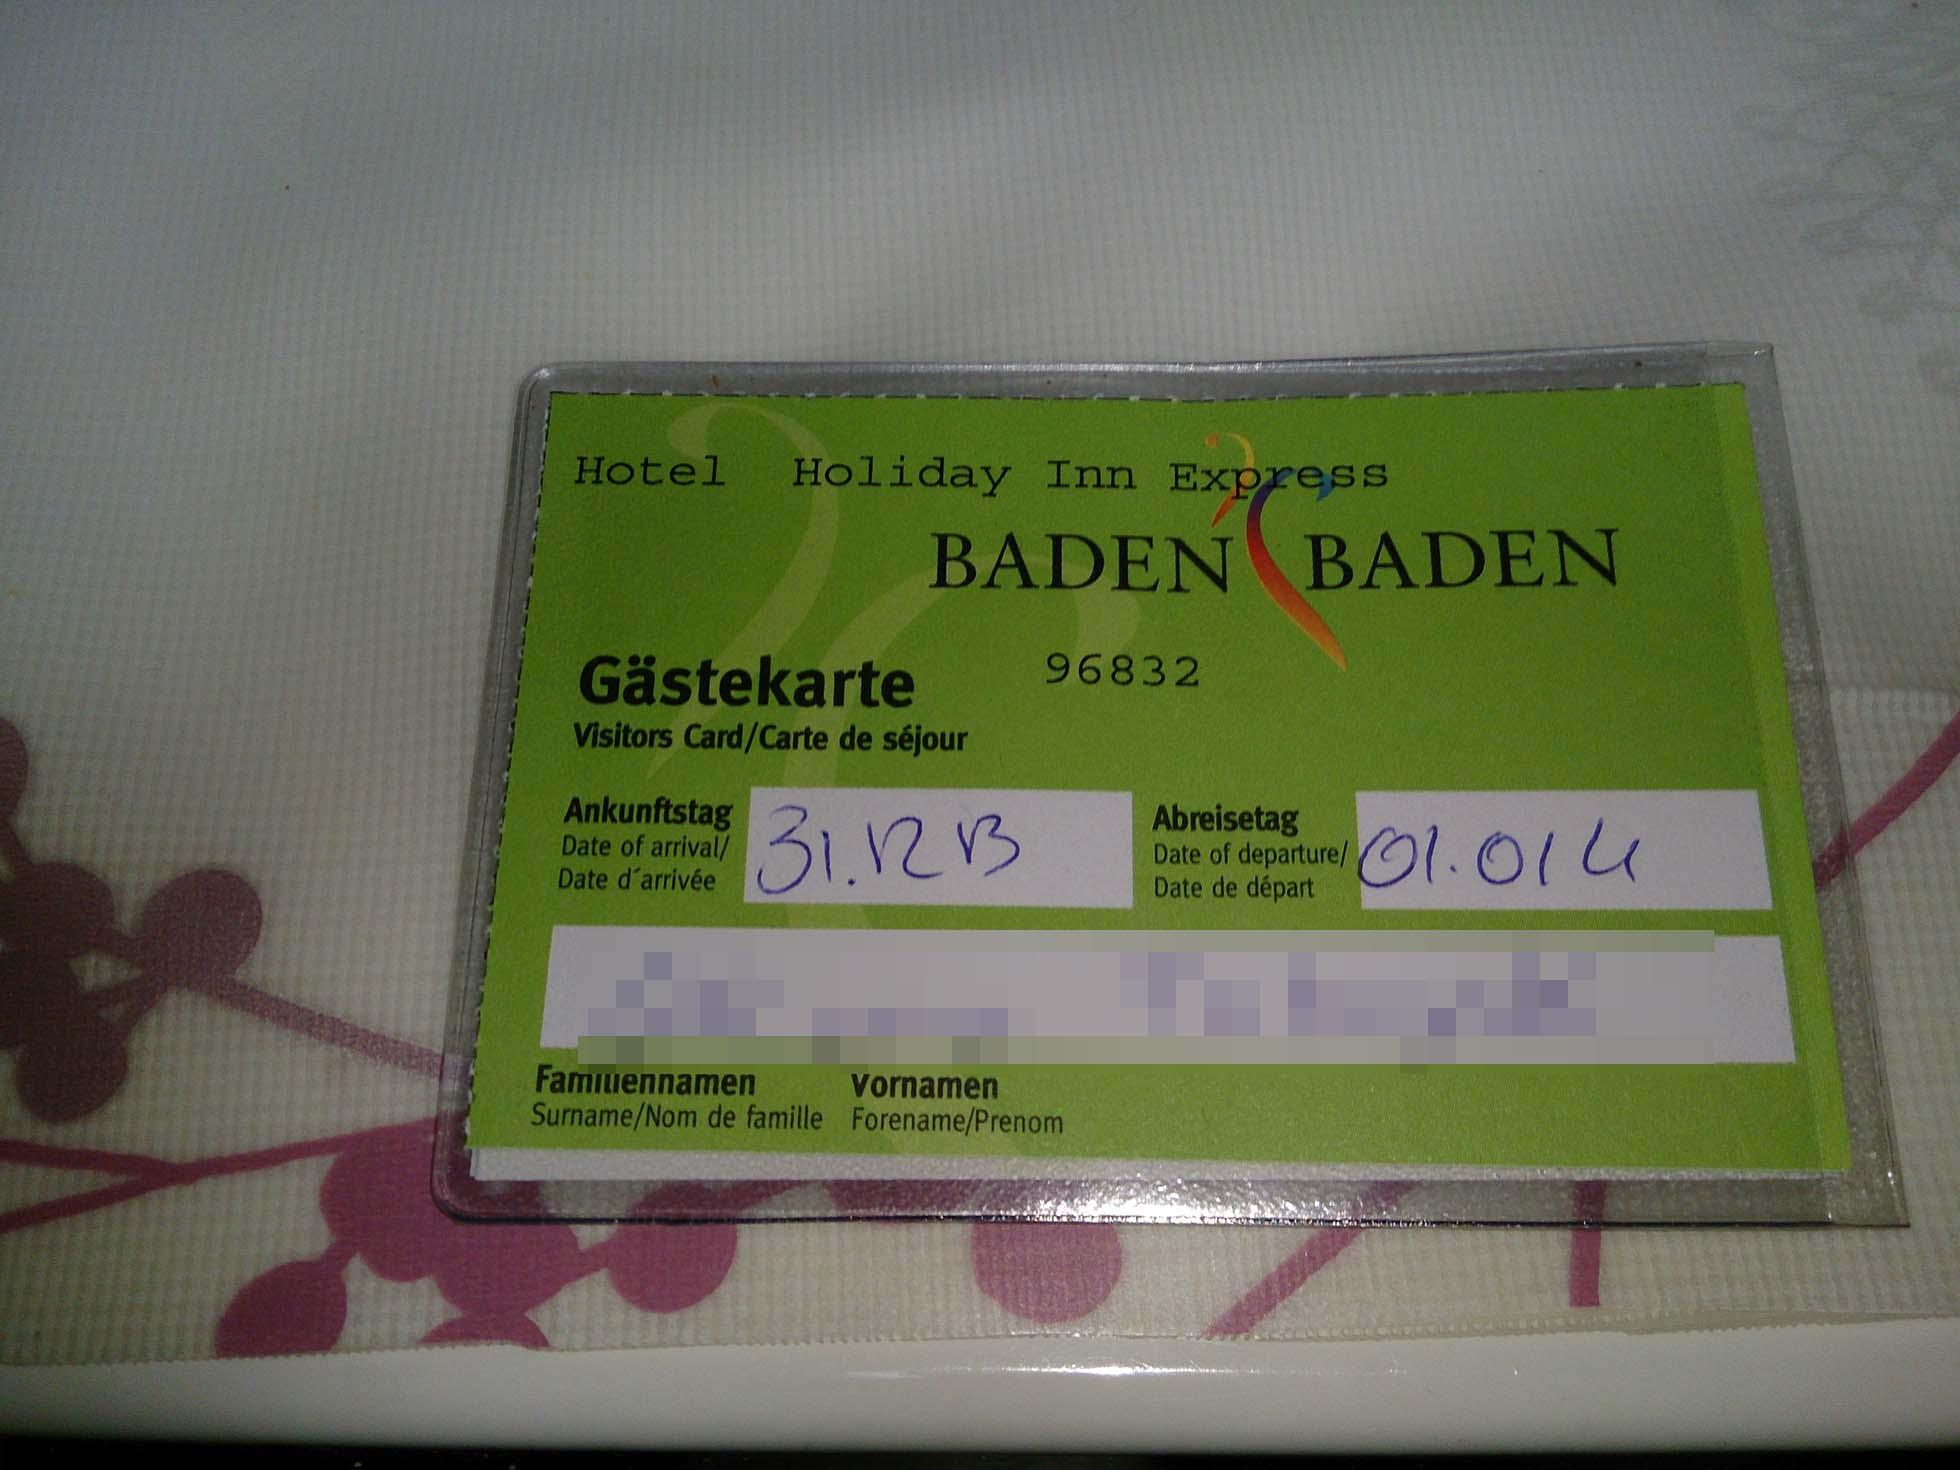 Hotel Holiday Inn Express
BADEN BADEN
Gästekarte 96832
Visitors Card/Carte de séjour
Ankunftstag
Date of arrival/
Date d´arrivée
31.12 13
Abreisetag
Date of departure/
Date de départ
01.01 14
Familiennamen Vornamen
Surname/Nom de famille Forename/Prenom